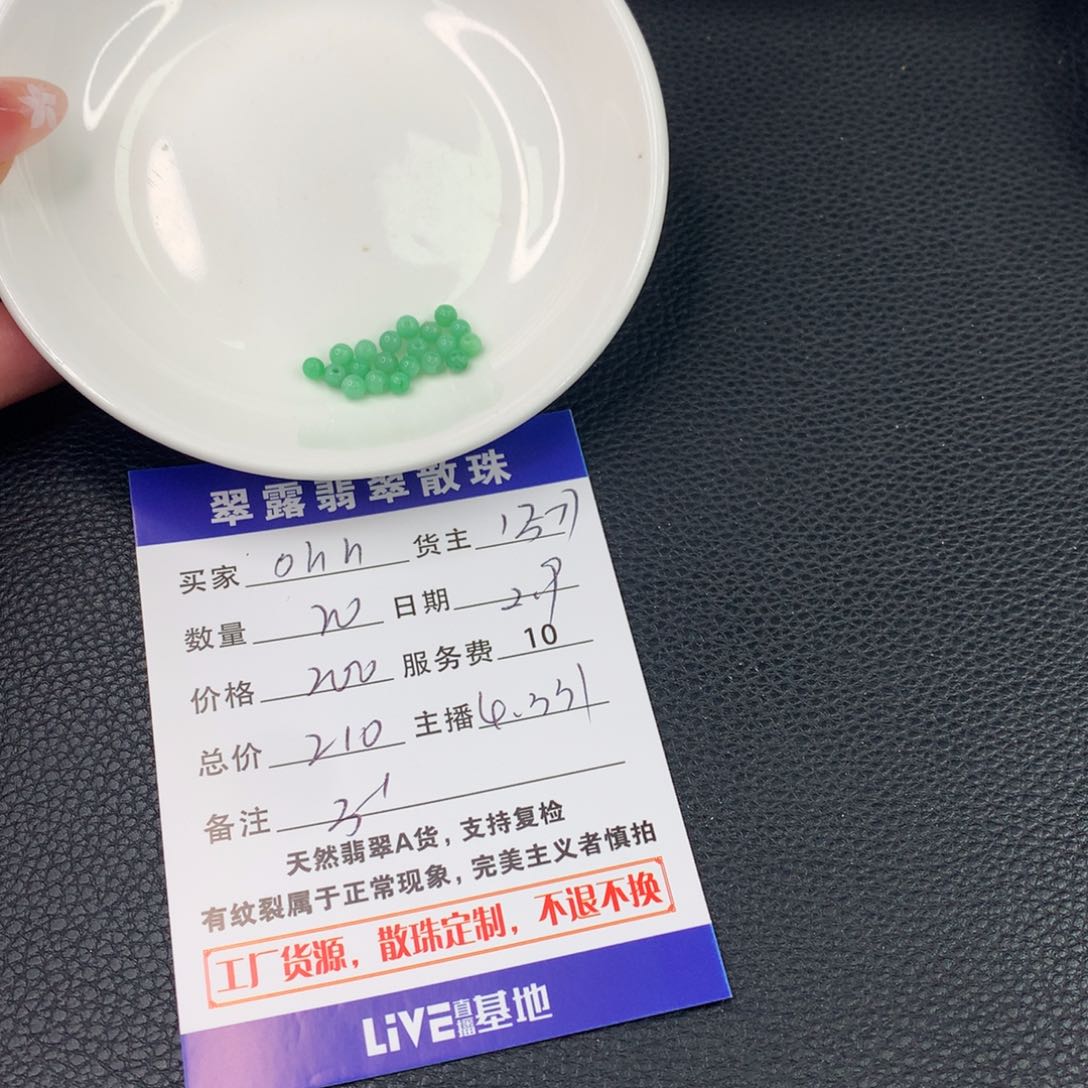 翠露翡翠散珠
买家 ohh 货主
数量 20 日期 2.9
价格 200 服务费 10
总价 210 主播
备注
天然翡翠A货，支持复检
有纹裂属于正常现象，完美主义者慎拍
工厂货源，散珠定制，不退不换
LiVE直播基地